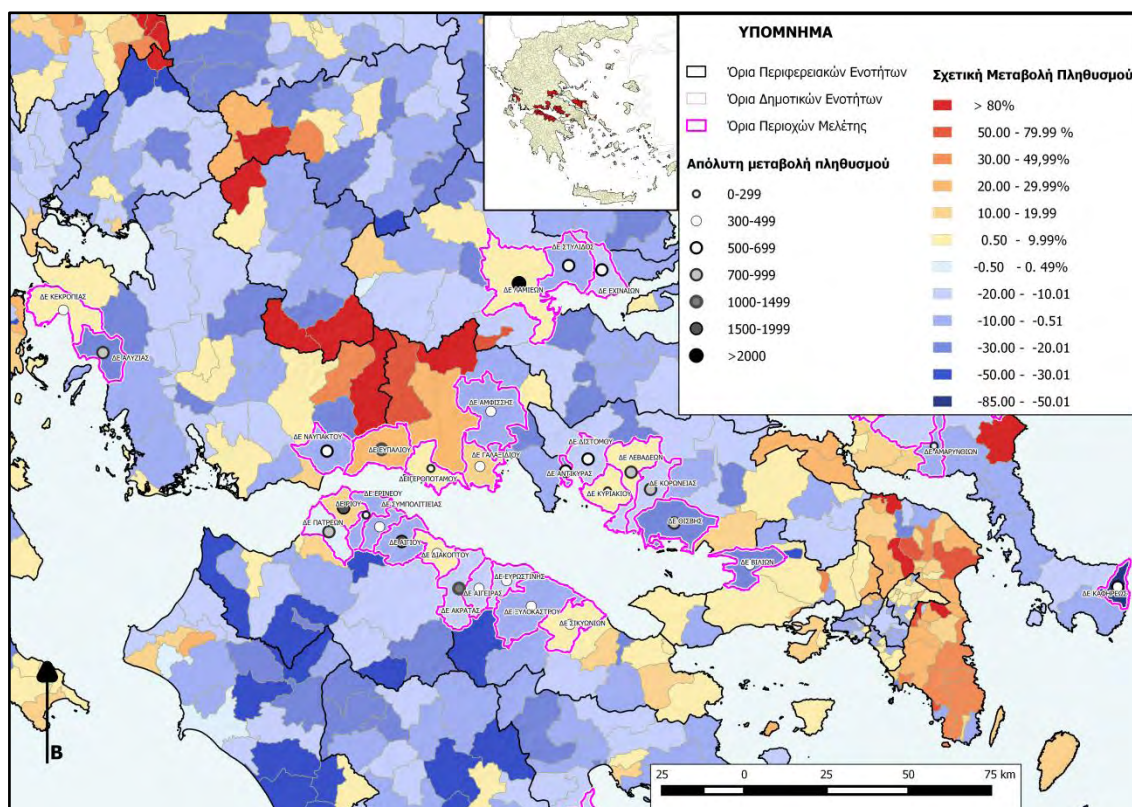 ΥΠΟΜΝΗΜΑ
Όρια Περιφερειακών Ενοτήτων
Όρια Δημοτικών Ενοτήτων
Όρια Περιοχών Μελέτης
Απόλυτη μεταβολή πληθυσμού
0-299
300-499
500-699
700-999
1000-1499
1500-1999
>2000
Σχετική Μεταβολή Πληθυσμού
> 80%
50.00 - 79.99 %
30.00 - 49,99%
20.00 - 29.99%
10.00 - 19.99
0.50 - 9.99%
-0.50 - 0. 49%
-20.00 - -10.01
-10.00 - -0.51
-30.00 - -20.01
-50.00 - -30.01
-85.00 - -50.01
ΔΕ ΣΤΥΛΙΔΟΣ
ΔΕ ΛΑΜΙΕΩΝ
ΔΕ ΕΧΙΝΑΙΩΝ
ΔΕ ΚΕΚΡΟΠΙΑΣ
ΔΕ ΑΛΥΖΙΑΣ
ΔΕ ΑΜΦΙΣΣΗΣ
ΔΕ ΝΑΥΠΑΚΤΟΥ
ΔΕ ΕΥΠΑΛΙΟΥ
ΔΕ ΓΑΛΑΞΙΔΙΟΥ
ΔΕ ΔΙΣΤΟΜΟΥ
ΔΕ ΛΕΒΑΔΕΩΝ
ΔΕ ΑΝΤΙΚΥΡΑΣ
ΔΕ ΚΥΡΙΑΚΙΟΥ
ΔΕ ΚΟΡΩΝΕΙΑΣ
ΔΕ ΑΜΑΡΥΝΘΙΩΝ
ΔΕ ΕΡΙΝΕΟΥ
ΔΕ ΣΥΜΠΟΛΙΤΕΙΑΣ
ΔΕ ΠΑΤΡΕΩΝ
ΔΕ ΘΙΣΒΗΣ
ΔΕ ΑΙΓΙΟΥ
ΔΕ ΔΙΑΚΟΠΤΟΥ
ΔΕ ΒΙΛΙΩΝ
ΔΕ ΕΥΡΩΣΤΙΝΗΣ
ΔΕ ΑΙΓΕΙΡΑΣ
ΔΕ ΚΑΦΗΡΕΩΣ
ΔΕ ΑΚΡΑΤΑΣ
ΔΕ ΞΥΛΟΚΑΣΤΡΟΥ
ΔΕ ΣΙΚΥΩΝΙΩΝ
Β
25 0 25 50 75 km